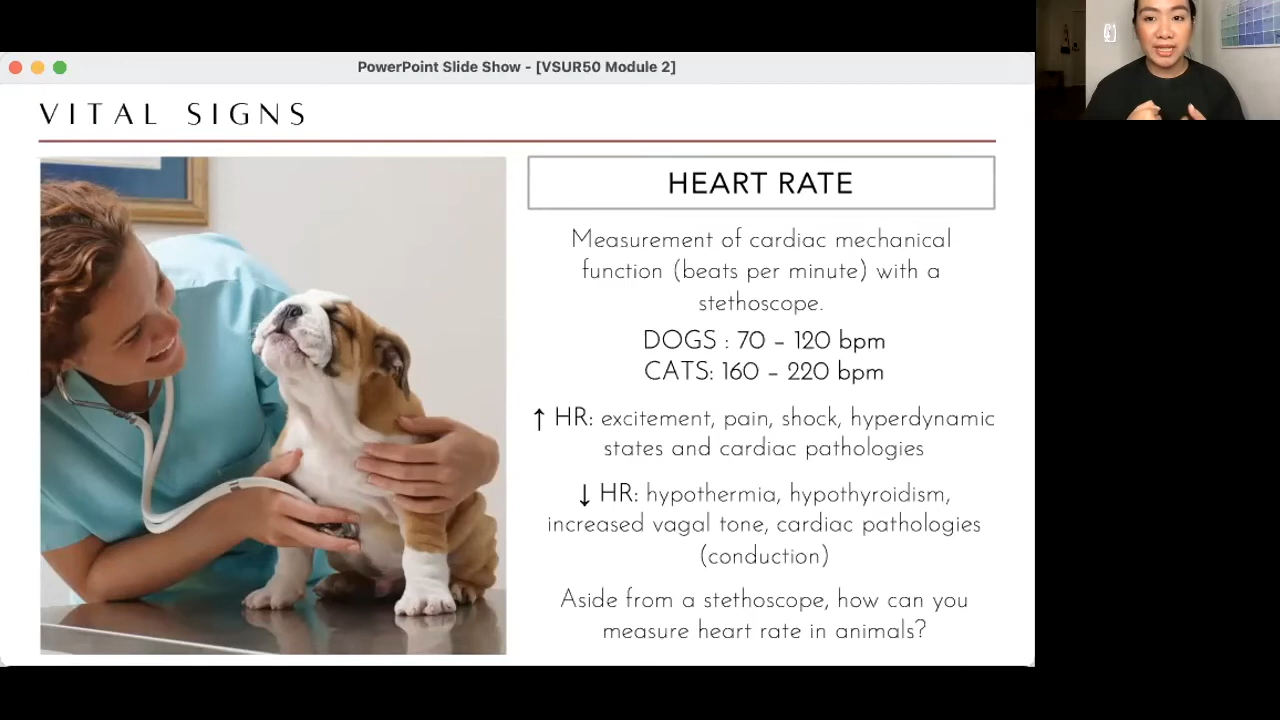 PowerPoint Slide Show - [VSUR50 Module 2]
VITAL SIGNS
HEART RATE
Measurement of cardiac mechanical
function (beats per minute) with a
stethoscope.
DOGS : 70 – 120 bpm
CATS: 160 – 220 bpm
↑ HR: excitement, pain, shock, hyperdynamic
states and cardiac pathologies
↓ HR: hypothermia, hypothyroidism,
increased vagal tone, cardiac pathologies
(conduction)
Aside from a stethoscope, how can you
measure heart rate in animals?